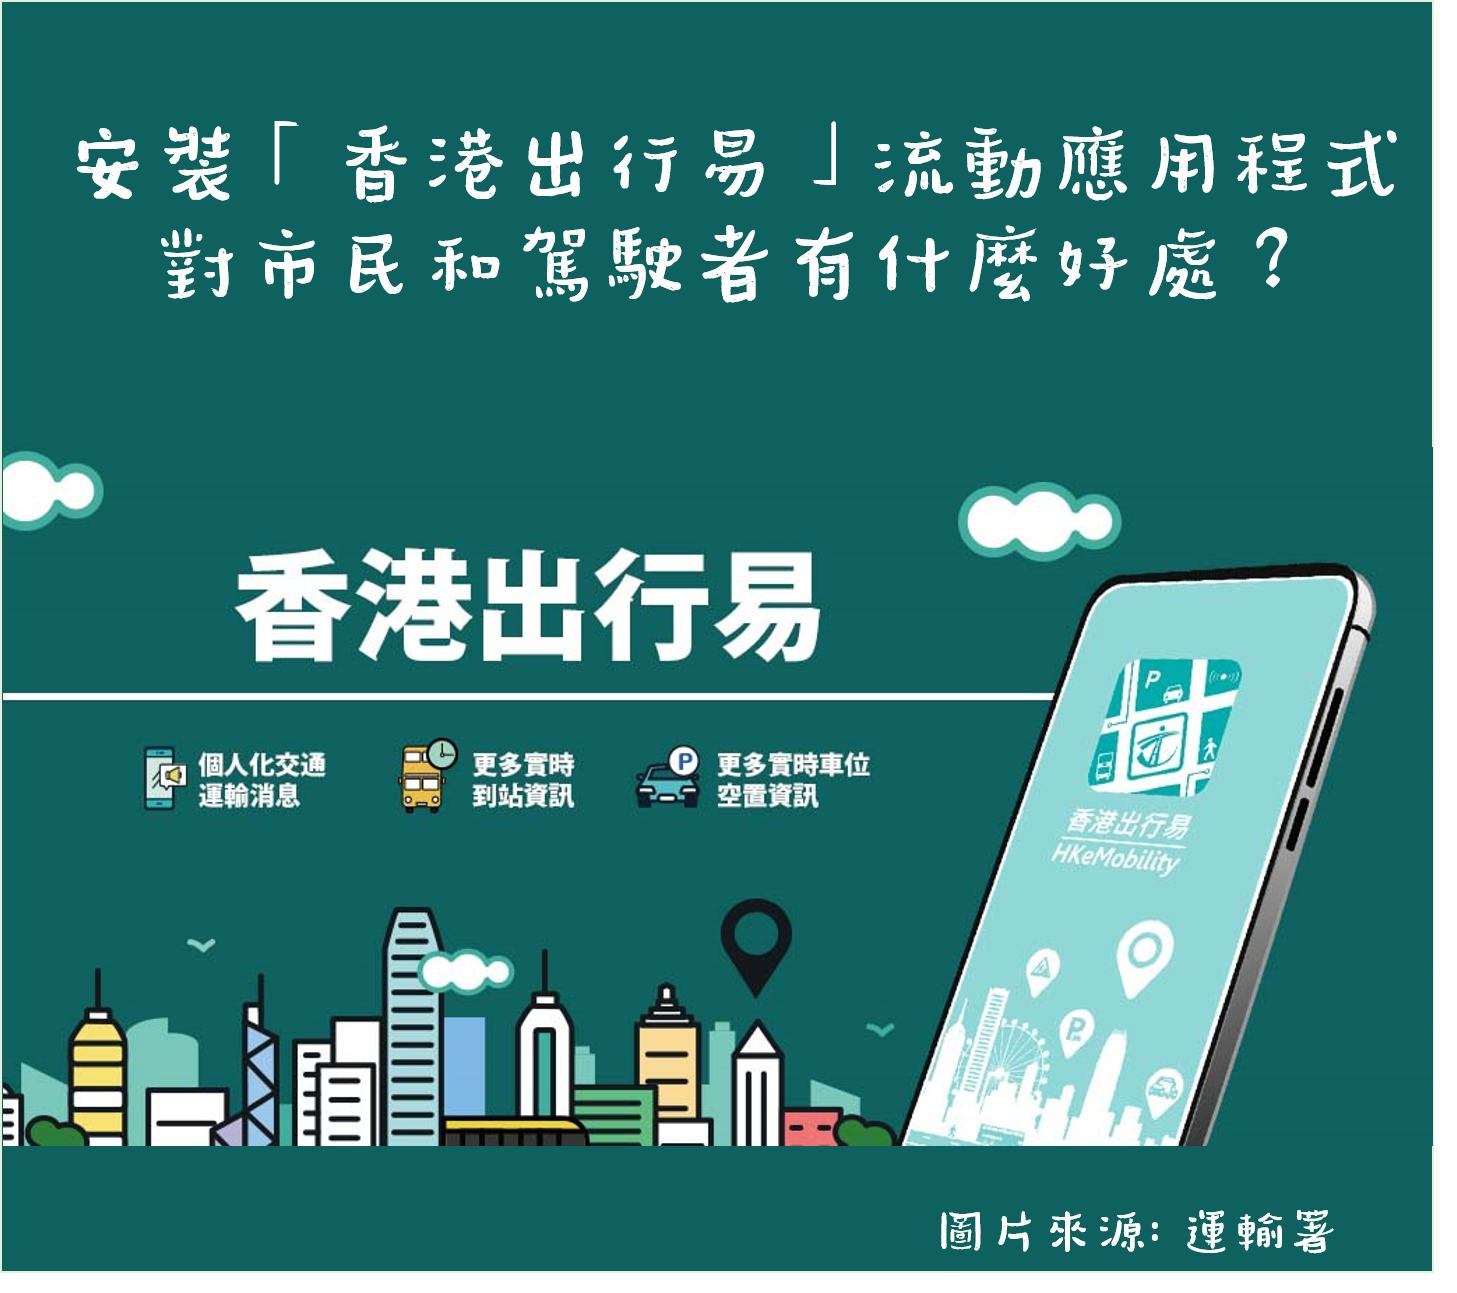 安裝「香港出行易」流動應用程式
對市民和駕駛者有什麼好處？
香港出行易
個人化交通
運輸消息
更多實時
到站資訊
更多實時車位
空置資訊
P
P
香港出行易
HKeMobility
P
圖片來源: 運輸署